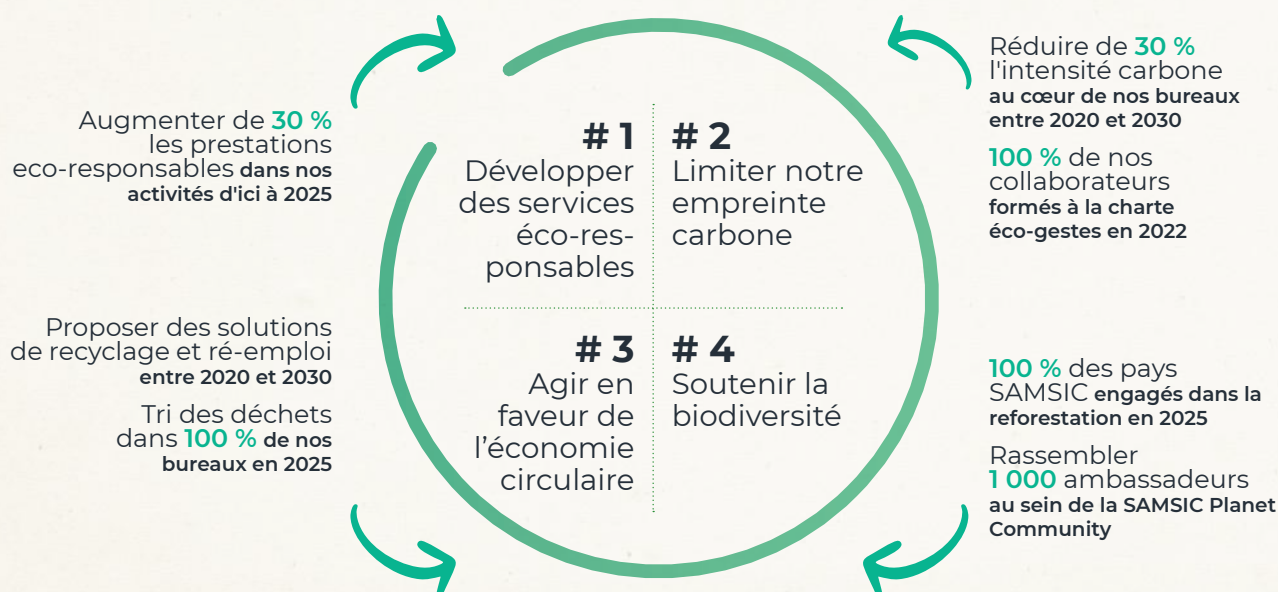 Augmenter de 30 %
les prestations
eco-responsables dans nos
activités d'ici à 2025
# 1
Développer
des services
éco-res-
ponsables
# 2
Limiter notre
empreinte
carbone
Réduire de 30 %
l'intensité carbone
au cœur de nos bureaux
entre 2020 et 2030
100 % de nos
collaborateurs
formés à la charte
éco-gestes en 2022
Proposer des solutions
de recyclage et ré-emploi
entre 2020 et 2030
Tri des déchets
dans 100 % de nos
bureaux en 2025
# 3
Agir en
faveur de
l’économie
circulaire
# 4
Soutenir la
biodiversité
100 % des pays
SAMSIC engagés dans la
reforestation en 2025
Rassembler
1 000 ambassadeurs
au sein de la SAMSIC Planet
Community